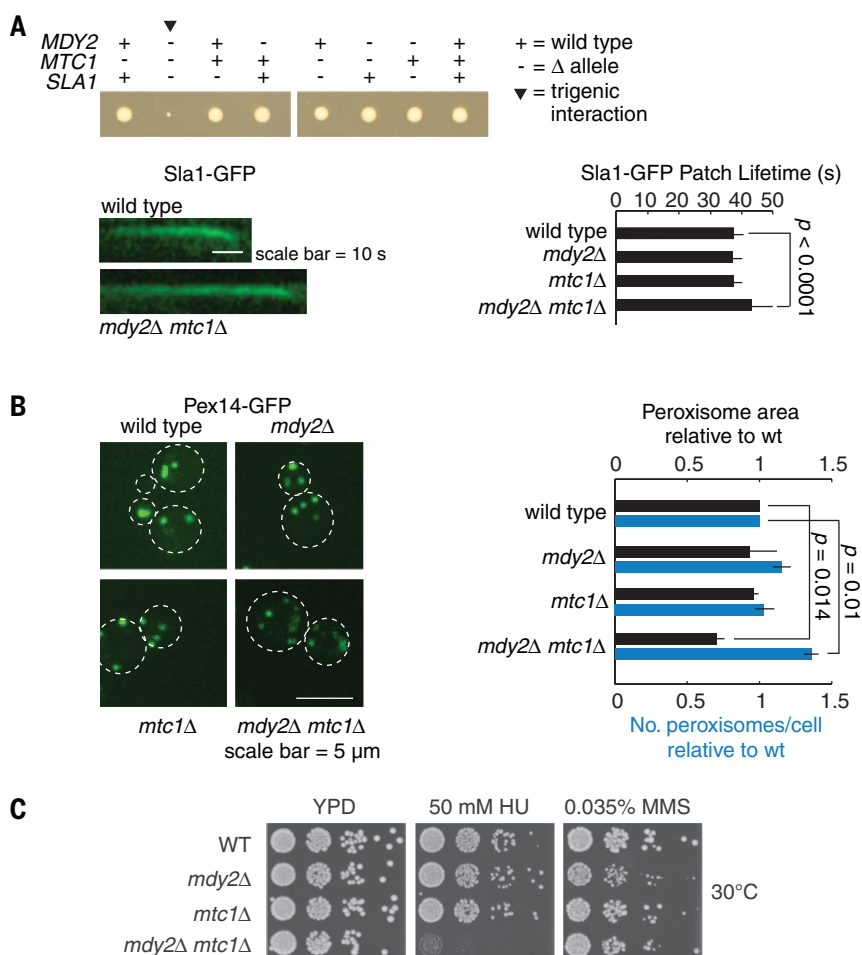 A
MDY2 + - + - + - - +
MTC1 - - + + - - + +
SLA1 + - - + - + - +
+ = wild type
- = Δ allele
▼ = trigenic
interaction
Sla1-GFP
wild type
scale bar = 10 s
mdy2Δ mtc1Δ
Sla1-GFP Patch Lifetime (s)
0 10 20 30 40 50
wild type
mdy2Δ
mtc1Δ
mdy2Δ mtc1Δ
p < 0.0001
B
Pex14-GFP
wild type mdy2Δ
mtc1Δ mdy2Δ mtc1Δ
scale bar = 5 µm
Peroxisome area
relative to wt
0 0.5 1 1.5
wild type
mdy2Δ
mtc1Δ
mdy2Δ mtc1Δ
p = 0.014
p = 0.01
0 0.5 1 1.5
No. peroxisomes/cell
relative to wt
C
YPD 50 mM HU 0.035% MMS
WT
mdy2Δ
mtc1Δ
mdy2Δ mtc1Δ
30°C